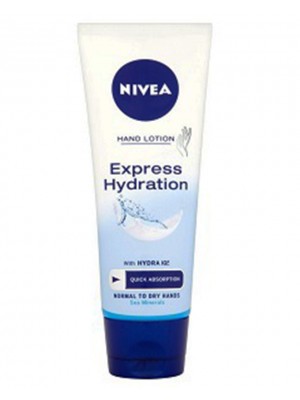 NIVEA
HAND LOTION
Express
Hydration
With HYDRA IQ
QUICK ABSORPTION
NORMAL TO DRY HANDS
Sea Minerals